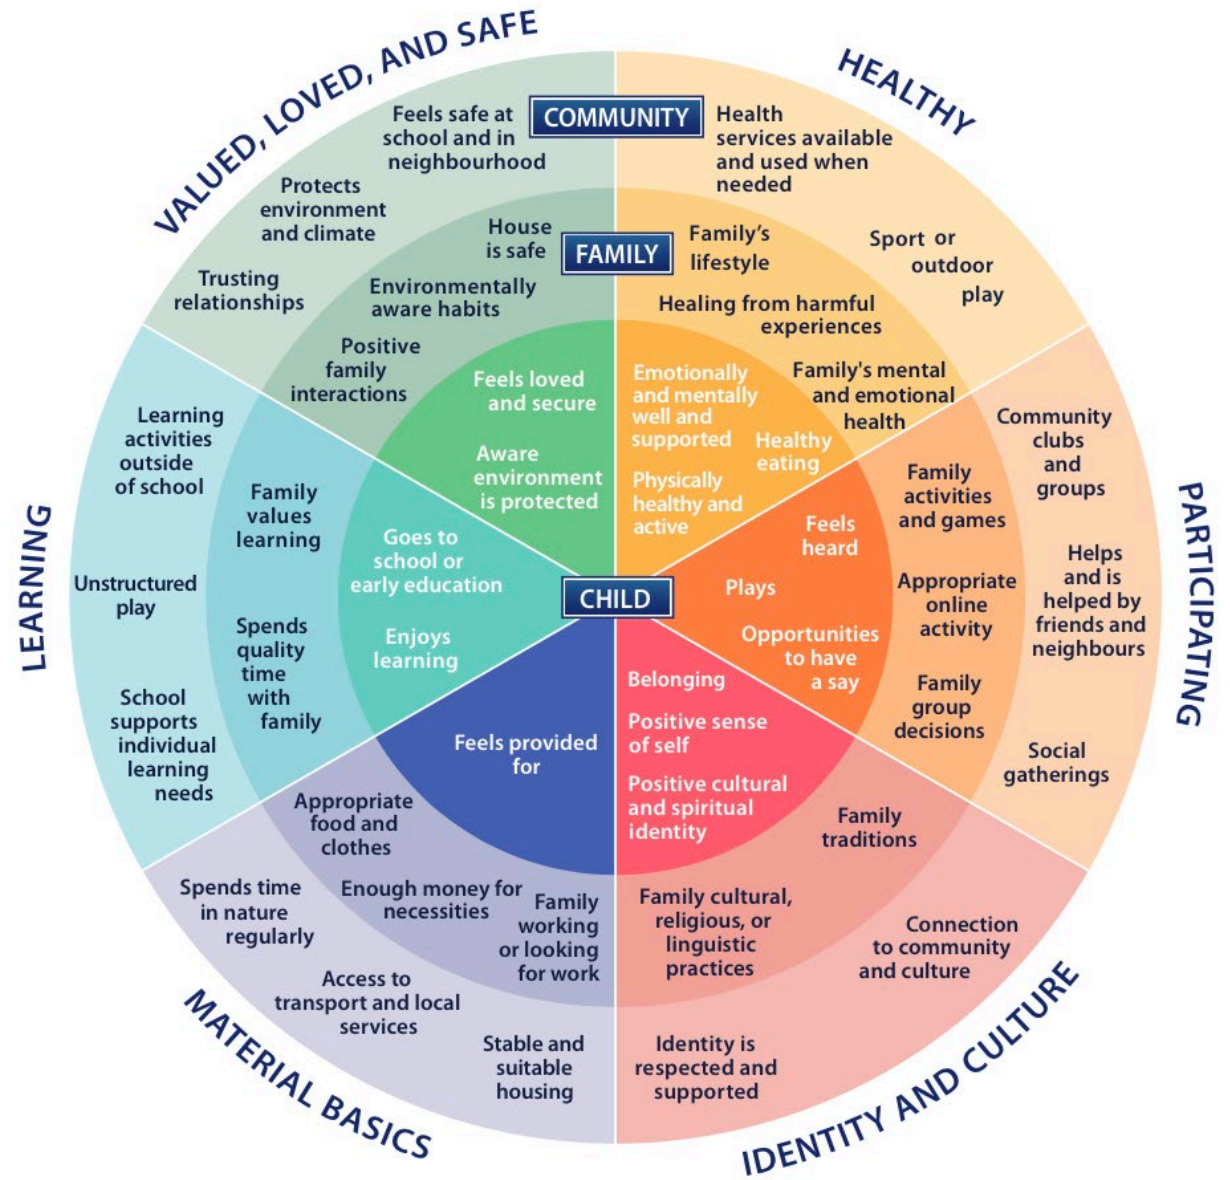 VALUED, LOVED, AND SAFE
COMMUNITY
Feels safe at
school and in
neighbourhood
Protects
environment
and climate
Trusting
relationships
FAMILY
House
is safe
Environmentally
aware habits
Positive
family
interactions
Feels loved
and secure
Aware
environment
is protected
HEALTHY
Health
services available
and used when
needed
Sport or
outdoor
play
Family's
lifestyle
Healing from harmful
experiences
Family's mental
and emotional
health
Emotionally
and mentally
well and
supported
Healthy
eating
Physically
healthy and
active
PARTICIPATING
Community
clubs
and
groups
Helps
and is
helped by
friends and
neighbours
Social
gatherings
Family
activities
and games
Appropriate
online
activity
Family
group
decisions
Feels
heard
Plays
Opportunities
to have
a say
CHILD
IDENTITY AND CULTURE
Belonging
Positive sense
of self
Positive cultural
and spiritual
identity
Family
traditions
Family cultural,
religious, or
linguistic
practices
Connection
to community
and culture
Identity is
respected and
supported
MATERIAL BASICS
Feels provided
for
Appropriate
food and
clothes
Enough money for
necessities
Family
working
or looking
for work
Spends time
in nature
regularly
Access to
transport and local
services
Stable and
suitable
housing
LEARNING
Learning
activities
outside
of school
Unstructured
play
School
supports
individual
learning
needs
Family
values
learning
Spends
quality
time
with
family
Goes to
school or
early education
Enjoys
learning